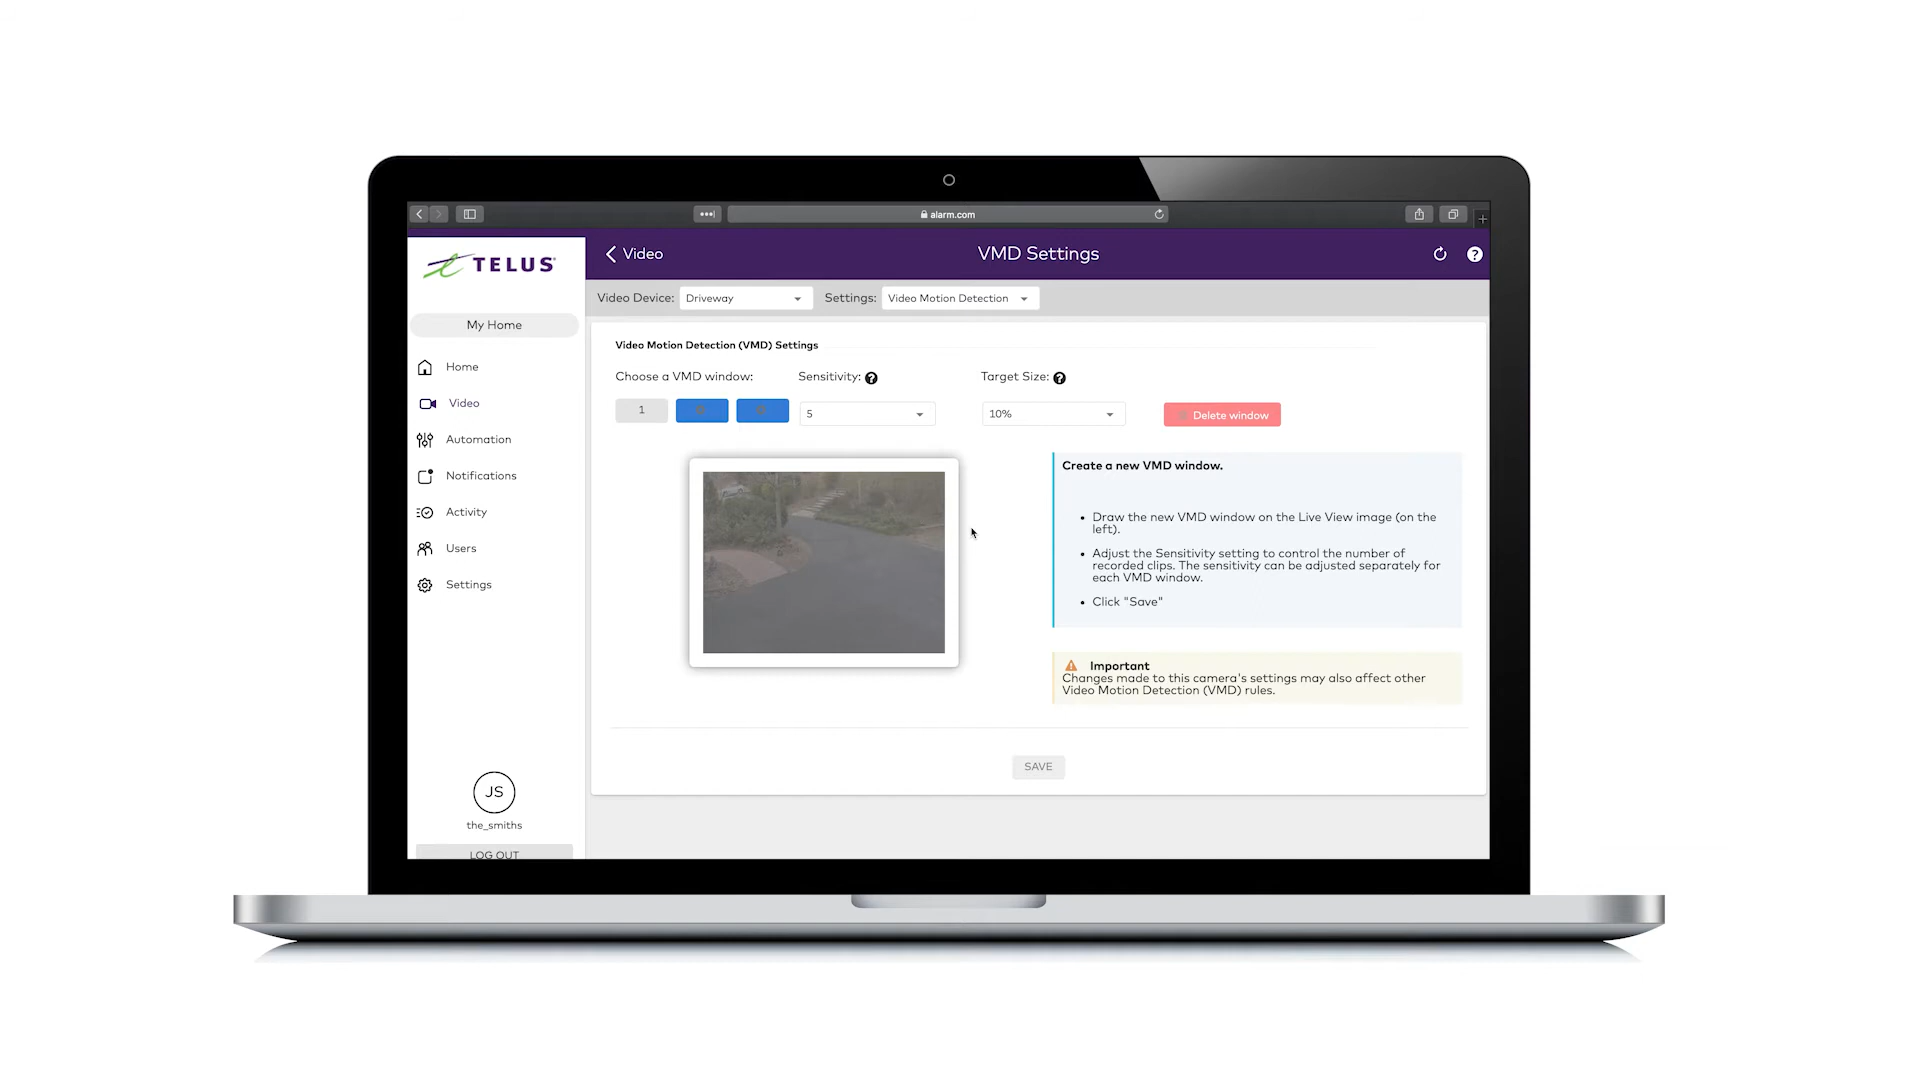 alarm.com
TELUS
Video
VMD Settings
Video Device:
Driveway
Settings:
Video Motion Detection
My Home
Home
Video
Automation
Notifications
Activity
Users
Settings
JS
the_smiths
LOG OUT
Video Motion Detection (VMD) Settings
Choose a VMD window:
Sensitivity:
Target Size:
1
5
10%
Delete window
Create a new VMD window.
• Draw the new VMD window on the Live View image (on the
left).
• Adjust the Sensitivity setting to control the number of
recorded clips. The sensitivity can be adjusted separately for
each VMD window.
• Click "Save"
Important
Changes made to this camera's settings may also affect other
Video Motion Detection (VMD) rules.
SAVE